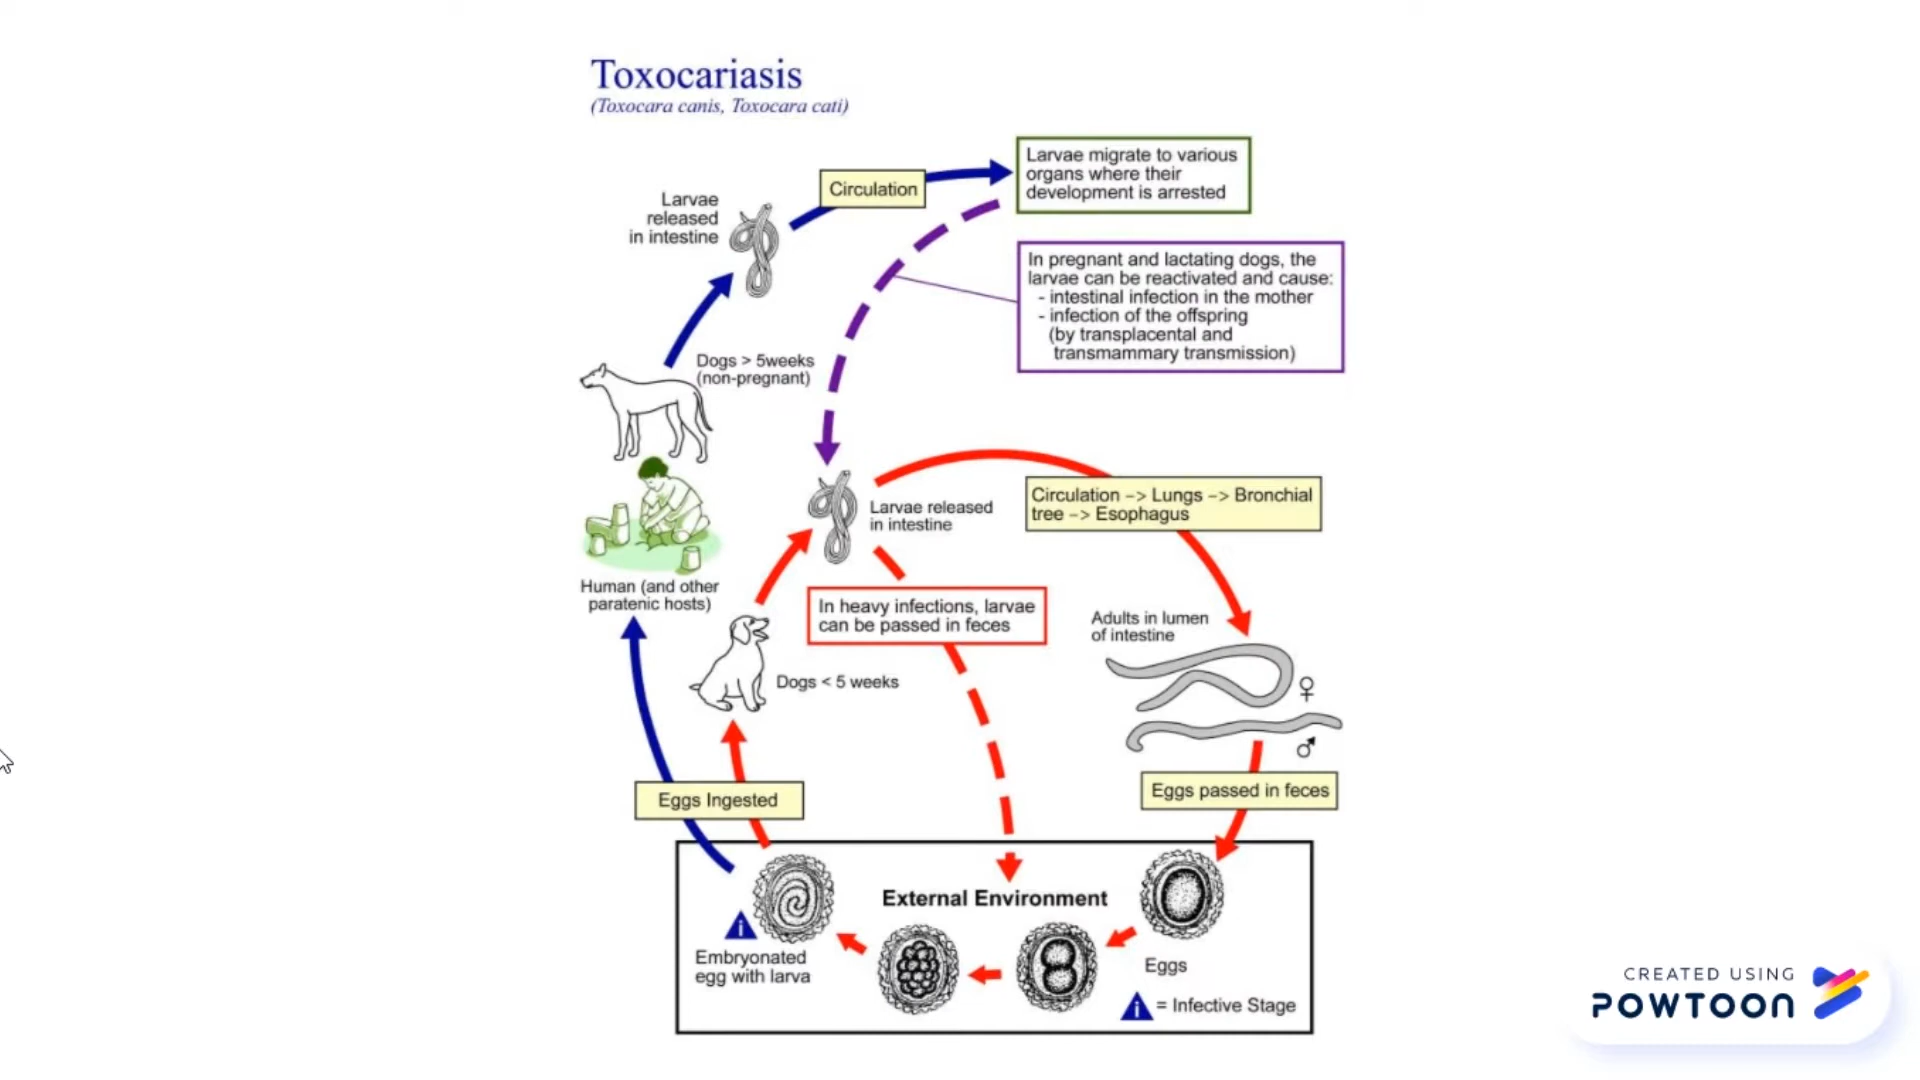 Toxocariasis
(Toxocara canis, Toxocara cati)
Larvae migrate to various
organs where their
development is arrested
Circulation
Larvae
released
in intestine
In pregnant and lactating dogs, the
larvae can be reactivated and cause:
- intestinal infection in the mother
- infection of the offspring
(by transplacental and
transmammary transmission)
Dogs > 5weeks
(non-pregnant)
Larvae released
in intestine
Circulation –> Lungs –> Bronchial
tree –> Esophagus
Human (and other
paratenic hosts)
In heavy infections, larvae
can be passed in feces
Adults in lumen
of intestine
♀
Dogs < 5 weeks
♂
Eggs Ingested
Eggs passed in feces
External Environment
i
Embryonated
egg with larva
Eggs
i = Infective Stage
CREATED USING
POWTOON